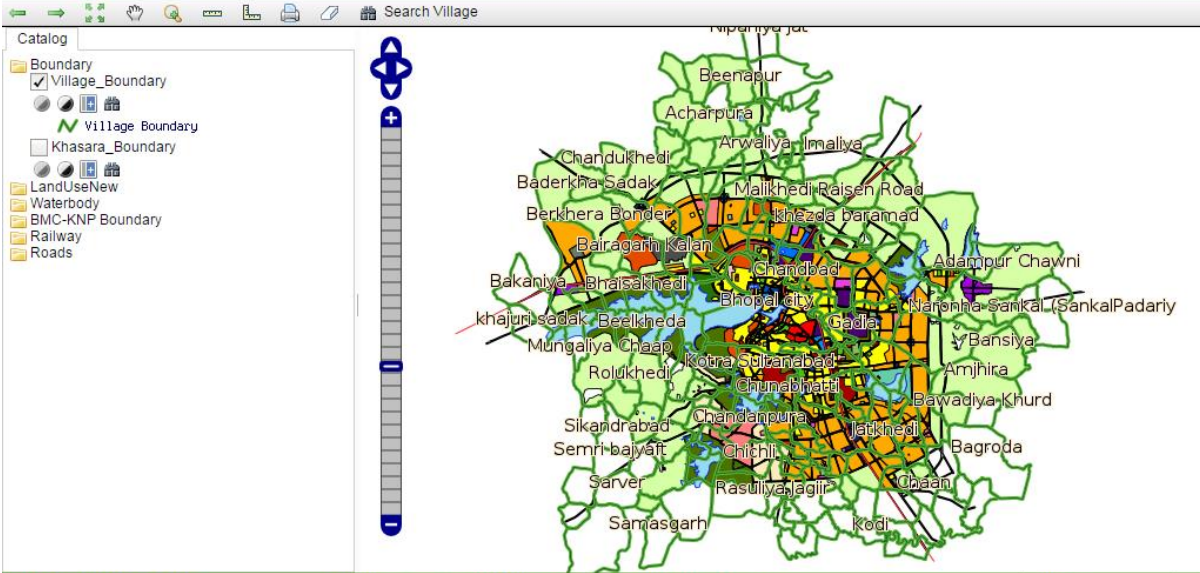 Search Village
Catalog
Boundary
Village_Boundary
Village Boundary
Khasara_Boundary
LandUseNew
Waterbody
BMC-KNP Boundary
Railway
Roads
Nipaniya Jat
Beenapur
Acharpura
Arwaliya Imaliya
Chandukhedi
Baderkha Sadak
Malikhedi Raisen Road
Berkhera Bonder
khezda baramad
Bairagarh Kalan
Adampur Chawni
Chandbad
Bakaniya
Bhaisakhedi
Bhopal city
Naronha Sankal (SankalPadariy
khajuri sadak
Beelkheda
Gadia
Mungaliya Chaap
Bansiya
Kotra Sultanabad
Rolukhedi
Amjhira
Chunabhatti
Bawadiya Khurd
Chandanpura
Sikandrabad
Jatkhedi
Semri bajyaft
Chichli
Bagroda
Sarver
Rasuliya Jagiir
Chaan
Samasgarh
Kodi